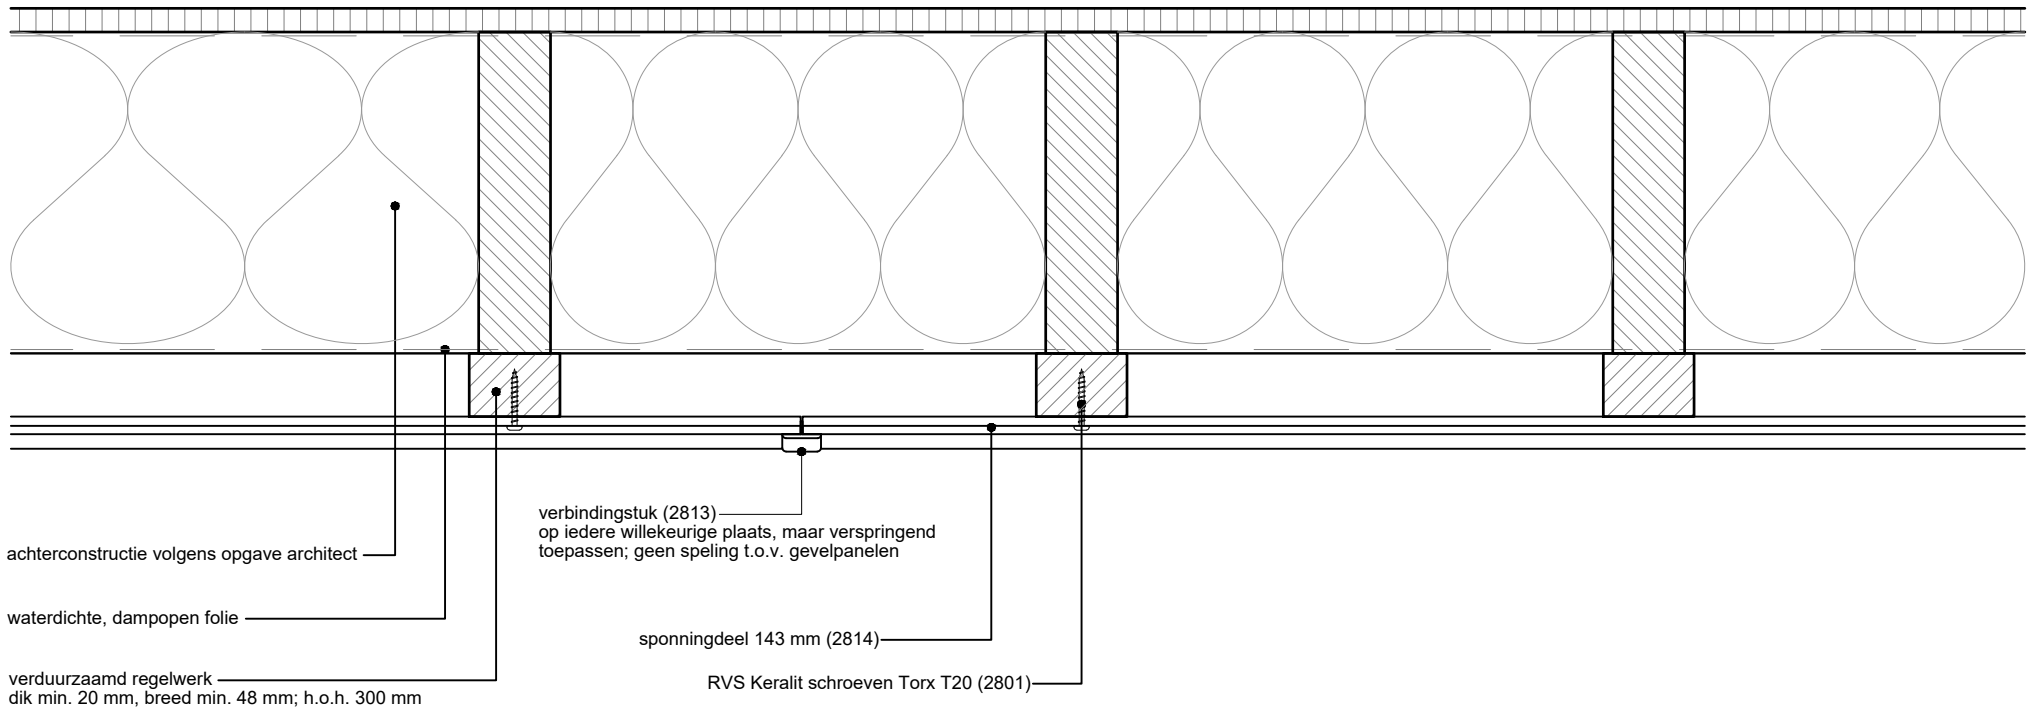 verbindingstuk (2813)
op iedere willekeurige plaats, maar verspringend
toepassen; geen speling t.o.v. gevelpanelen
achterconstructie volgens opgave architect
waterdichte, dampopen folie
sponningdeel 143 mm (2814)
verduurzaamd regelwerk
dik min. 20 mm, breed min. 48 mm; h.o.h. 300 mm
RVS Keralit schroeven Torx T20 (2801)